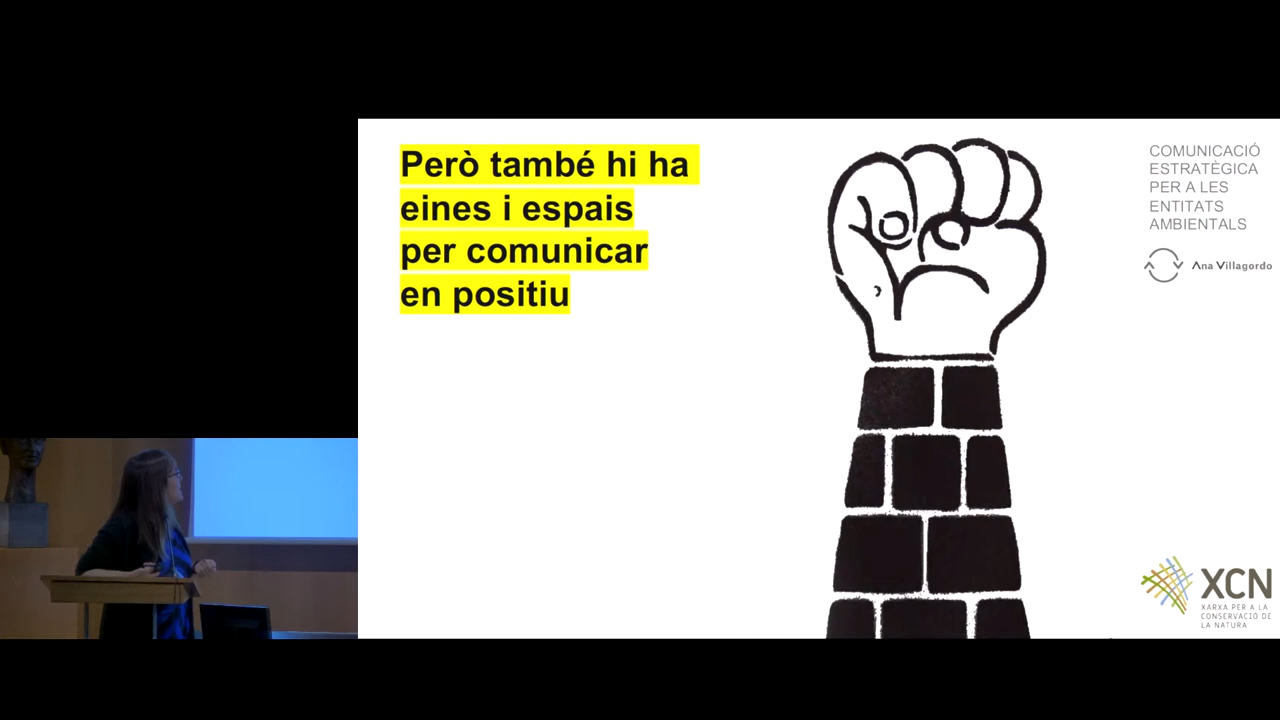 Però també hi ha
eines i espais
per comunicar
en positiu
COMUNICACIÓ
ESTRATÈGICA
PER A LES
ENTITATS
AMBIENTALS
Ana Villagordo
XCN
XARXA PER A LA
CONSERVACIÓ DE
LA NATURA